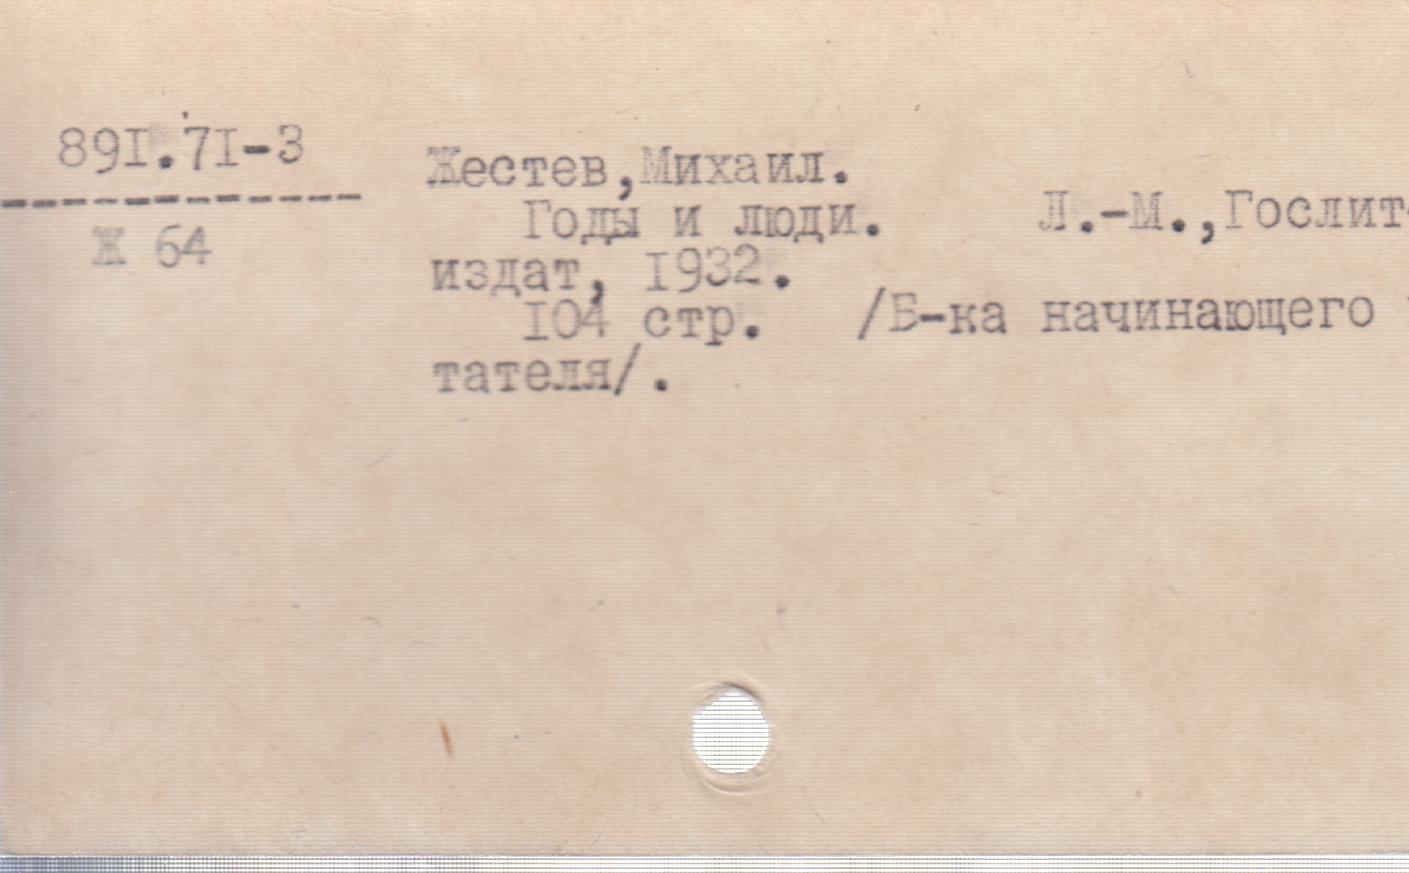 891.71-3
------------
Ж 64
Жестев,Михаил.
Годы и люди. Л.-М.,Гослит-
издат, 1932.
104 стр. /Б-ка начинающего
тателя/.